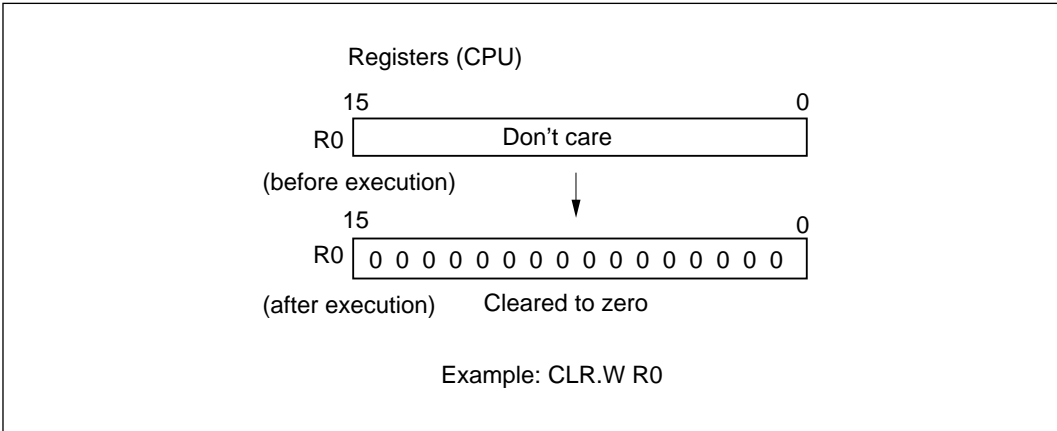 Registers (CPU)
15 0
R0 Don't care
(before execution)
15 0
R0 0 0 0 0 0 0 0 0 0 0 0 0 0 0 0 0
(after execution) Cleared to zero
Example: CLR.W R0